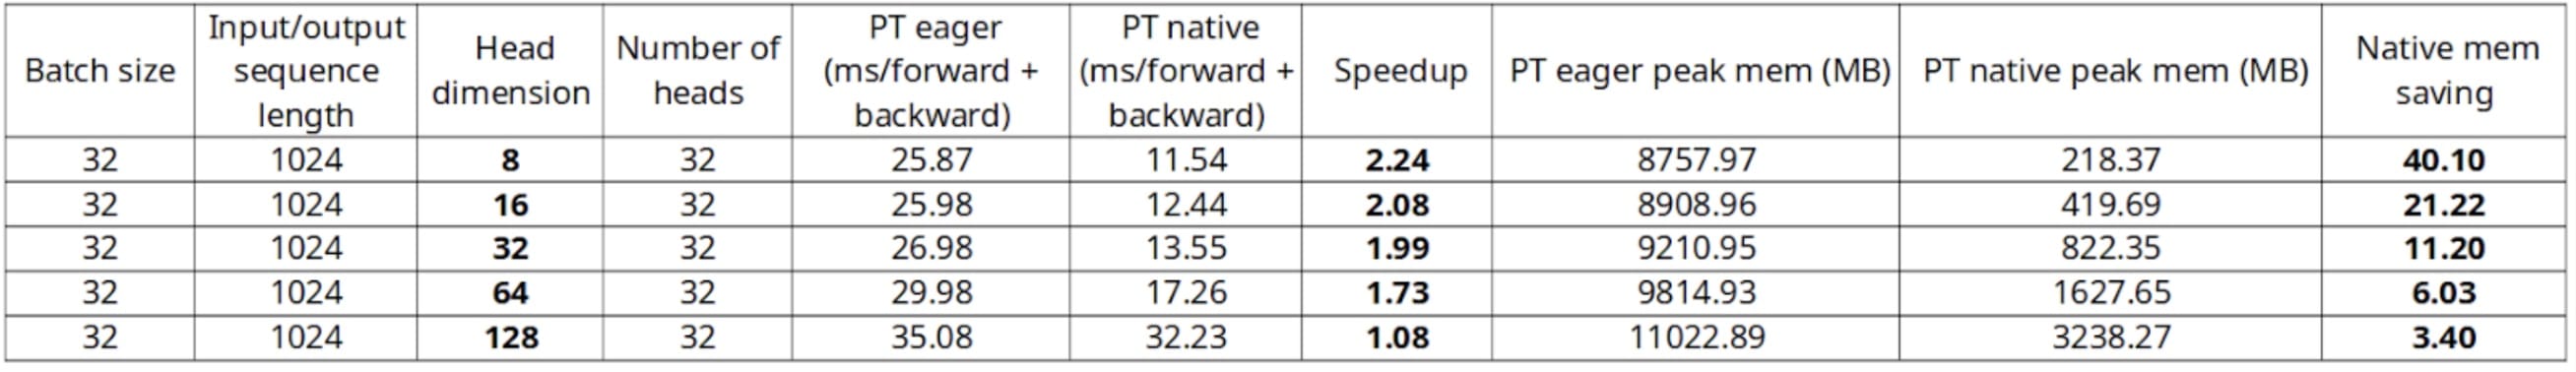 Batch size
Input/output
sequence
length
Head
dimension
Number of
heads
PT eager
(ms/forward +
backward)
PT native
(ms/forward +
backward)
Speedup
PT eager peak mem (MB)
PT native peak mem (MB)
Native mem
saving
32 1024 8 32 25.87 11.54 2.24 8757.97 218.37 40.10
32 1024 16 32 25.98 12.44 2.08 8908.96 419.69 21.22
32 1024 32 32 26.98 13.55 1.99 9210.95 822.35 11.20
32 1024 64 32 29.98 17.26 1.73 9814.93 1627.65 6.03
32 1024 128 32 35.08 32.23 1.08 11022.89 3238.27 3.40